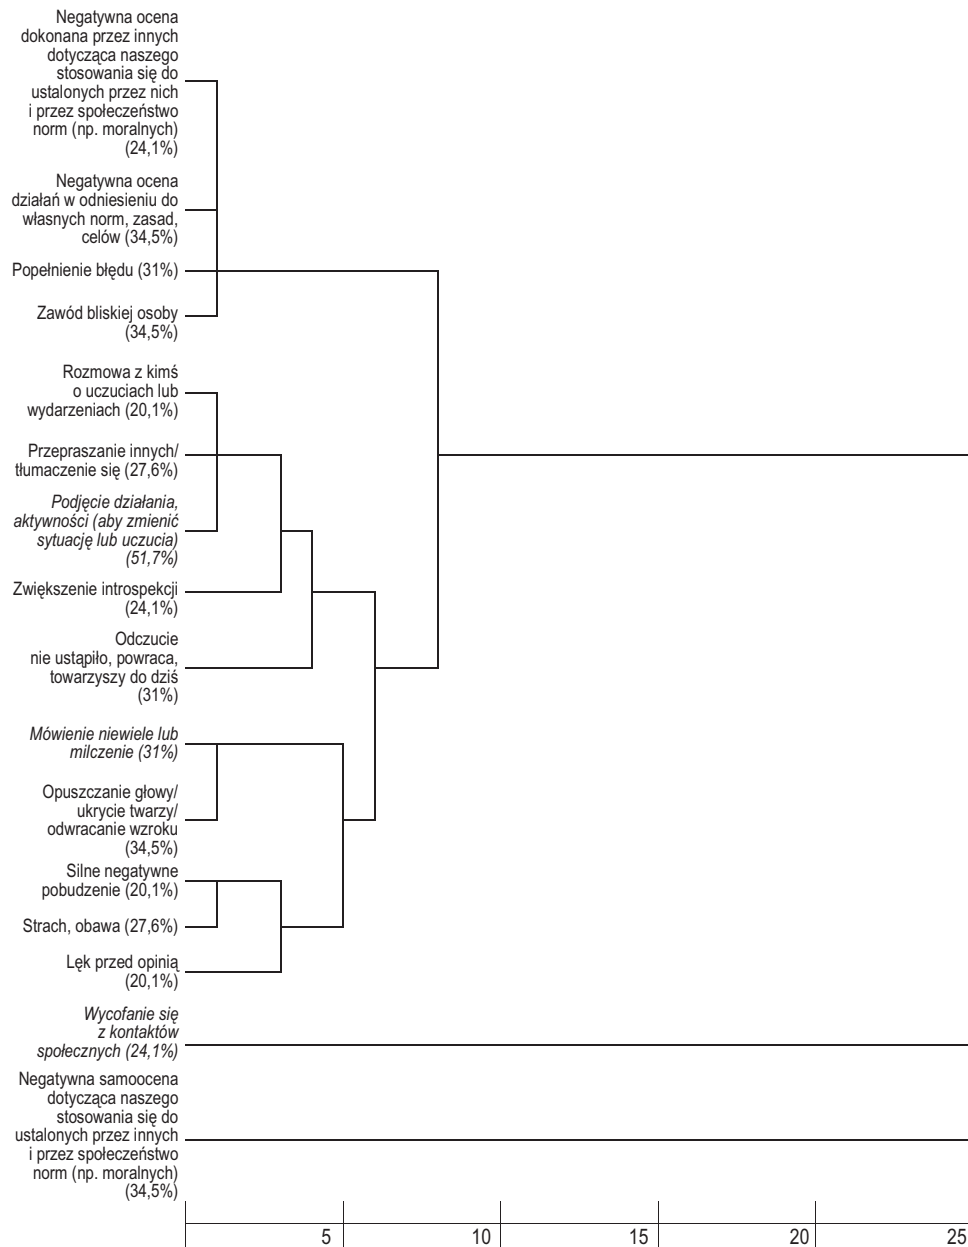 Negatywna ocena
dokonana przez innych
dotycząca naszego
stosowania się do
ustalonych przez nich
i przez społeczeństwo
norm (np. moralnych)
(24,1%)
Negatywna ocena
działań w odniesieniu do
własnych norm, zasad,
celów (34,5%)
Popełnienie błędu (31%)
Zawód bliskiej osoby
(34,5%)
Rozmowa z kimś
o uczuciach lub
wydarzeniach (20,1%)
Przepraszanie innych/
tłumaczenie się (27,6%)
Podjęcie działania,
aktywności (aby zmienić
sytuację lub uczucia)
(51,7%)
Zwiększenie introspekcji
(24,1%)
Odczucie
nie ustąpiło, powraca,
towarzyszy do dziś
(31%)
Mówienie niewiele lub
milczenie (31%)
Opuszczanie głowy/
ukrycie twarzy/
odwracanie wzroku
(34,5%)
Silne negatywne
pobudzenie (20,1%)
Strach, obawa (27,6%)
Lęk przed opinią
(20,1%)
Wycofanie się
z kontaktów
społecznych (24,1%)
Negatywna samoocena
dotycząca naszego
stosowania się do
ustalonych przez innych
i przez społeczeństwo
norm (np. moralnych)
(34,5%)
5 10 15 20 25